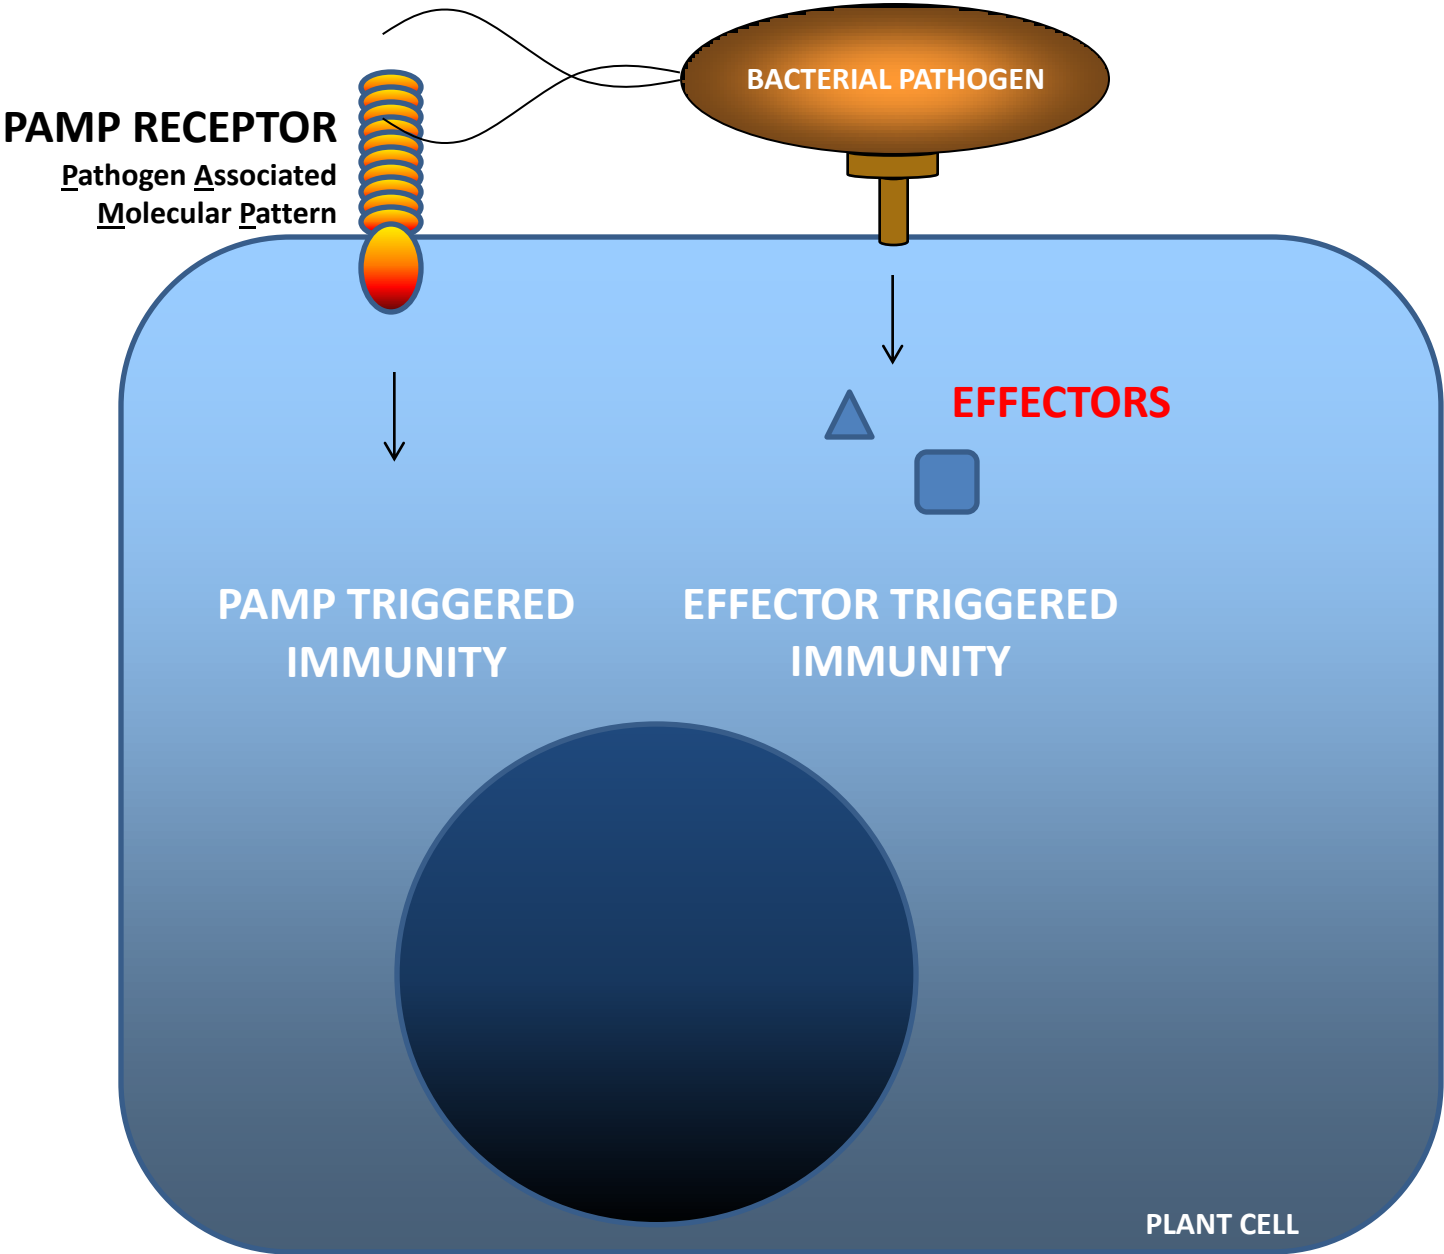 BACTERIAL PATHOGEN
PAMP RECEPTOR
Pathogen Associated
Molecular Pattern
EFFECTORS
PAMP TRIGGERED
IMMUNITY
EFFECTOR TRIGGERED
IMMUNITY
PLANT CELL